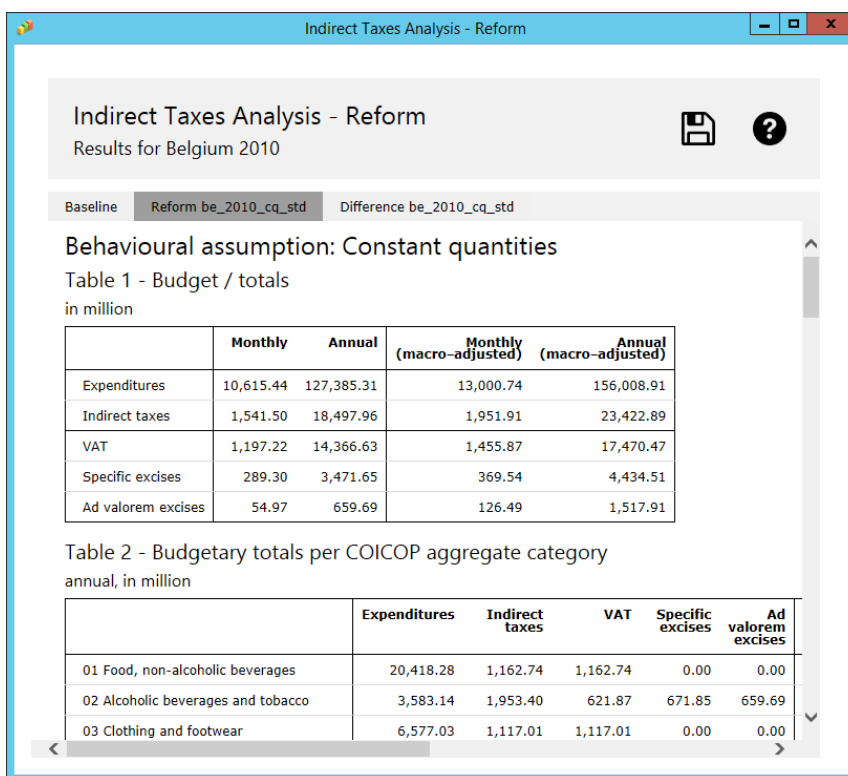 Indirect Taxes Analysis - Reform
Indirect Taxes Analysis - Reform
Results for Belgium 2010
Baseline Reform be_2010_cq_std Difference be_2010_cq_std
Behavioural assumption: Constant quantities
Table 1 - Budget / totals
in million
Monthly Annual Monthly (macro-adjusted) Annual (macro-adjusted)
Expenditures 10,615.44 127,385.31 13,000.74 156,008.91
Indirect taxes 1,541.50 18,497.96 1,951.91 23,422.89
VAT 1,197.22 14,366.63 1,455.87 17,470.47
Specific excises 289.30 3,471.65 369.54 4,434.51
Ad valorem excises 54.97 659.69 126.49 1,517.91
Table 2 - Budgetary totals per COICOP aggregate category
annual, in million
Expenditures Indirect taxes VAT Specific excises Ad valorem excises
01 Food, non-alcoholic beverages 20,418.28 1,162.74 1,162.74 0.00 0.00
02 Alcoholic beverages and tobacco 3,583.14 1,953.40 621.87 671.85 659.69
03 Clothing and footwear 6,577.03 1,117.01 1,117.01 0.00 0.00